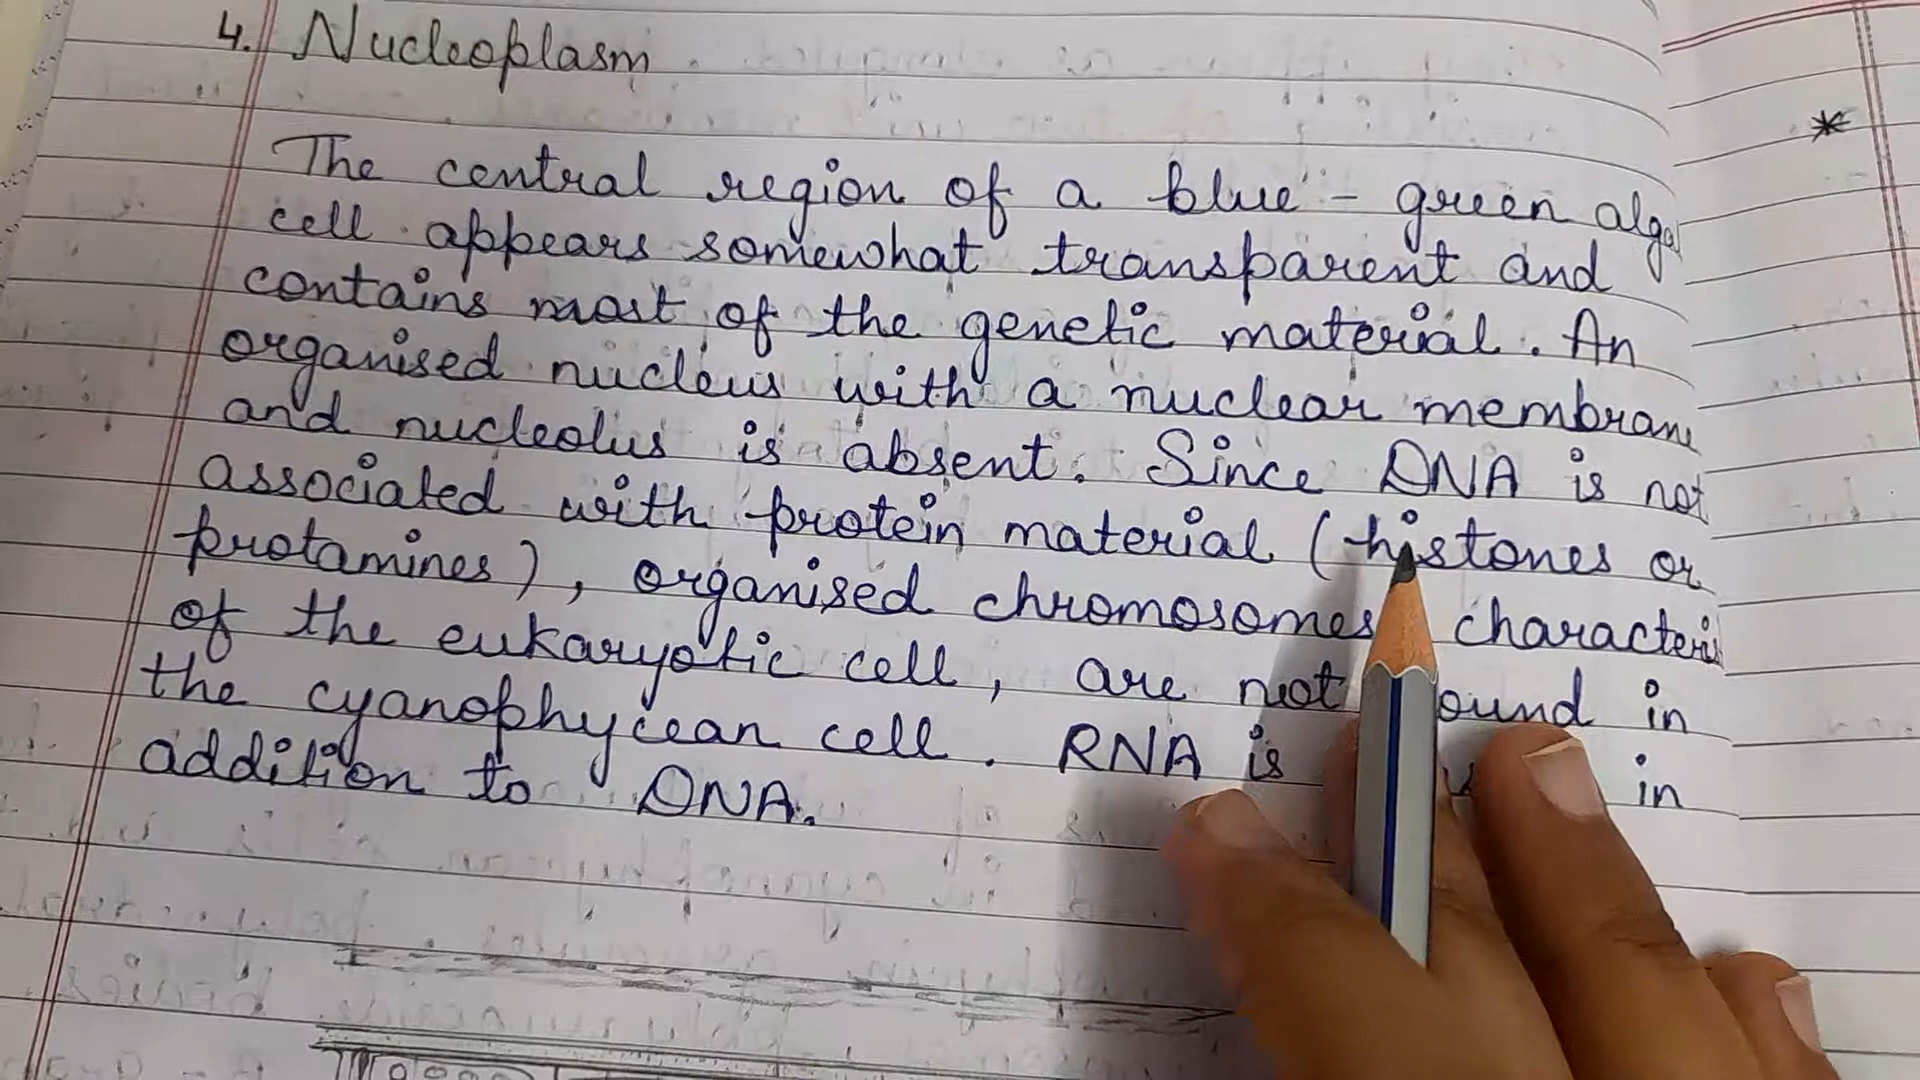 4. Nucleoplasm.
The central region of a blue-green alga
cell appears somewhat transparent and
contains most of the genetic material. An
organised nucleus with a nuclear membrane
and nucleolus is absent. Since DNA is not
associated with protein material (histones or
protamines), organised chromosomes characteris
of the eukaryotic cell, are not ound in
the cyanophycean cell. RNA is in
addition to DNA.
*